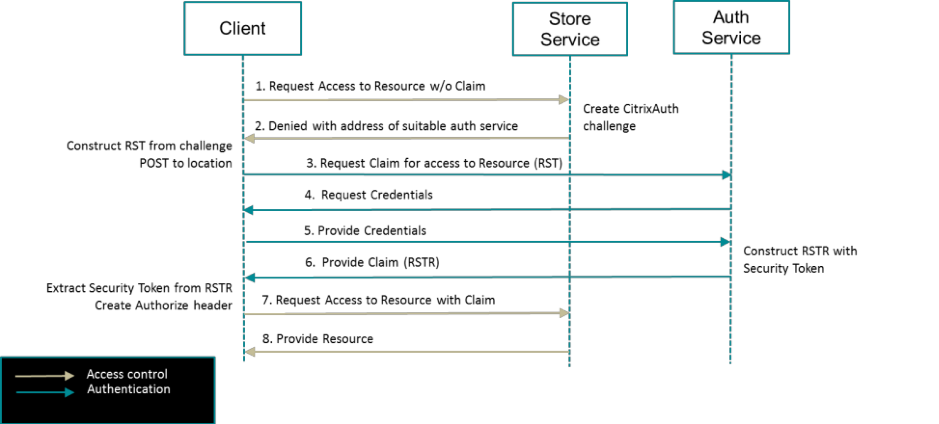 Client
Store
Service
Auth
Service
1. Request Access to Resource w/o Claim
Create CitrixAuth
challenge
2. Denied with address of suitable auth service
Construct RST from challenge
POST to location
3. Request Claim for access to Resource (RST)
4. Request Credentials
5. Provide Credentials
Construct RSTR with
Security Token
6. Provide Claim (RSTR)
Extract Security Token from RSTR
Create Authorize header
7. Request Access to Resource with Claim
8. Provide Resource
Access control
Authentication